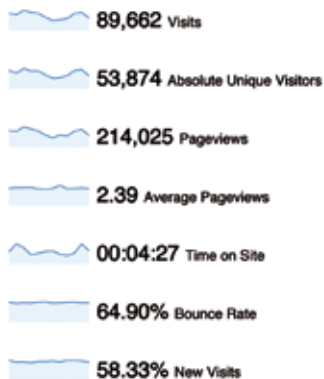 89,662 Visits
53,874 Absolute Unique Visitors
214,025 Pageviews
2.39 Average Pageviews
00:04:27 Time on Site
64.90% Bounce Rate
58.33% New Visits